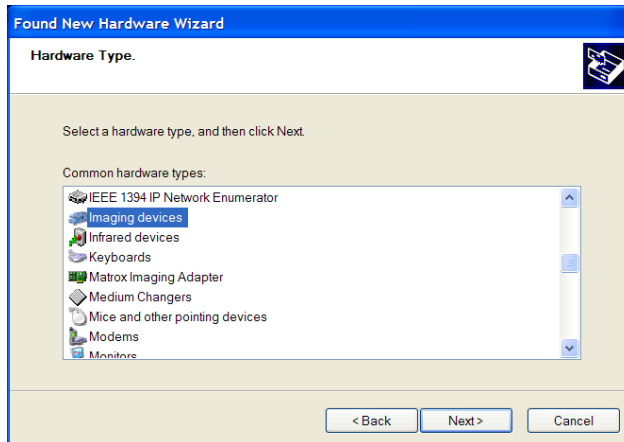 Found New Hardware Wizard
Hardware Type.
Select a hardware type, and then click Next.
Common hardware types:
IEEE 1394 IP Network Enumerator
Imaging devices
Infrared devices
Keyboards
Matrox Imaging Adapter
Medium Changers
Mice and other pointing devices
Modems
Monitors
< Back Next > Cancel